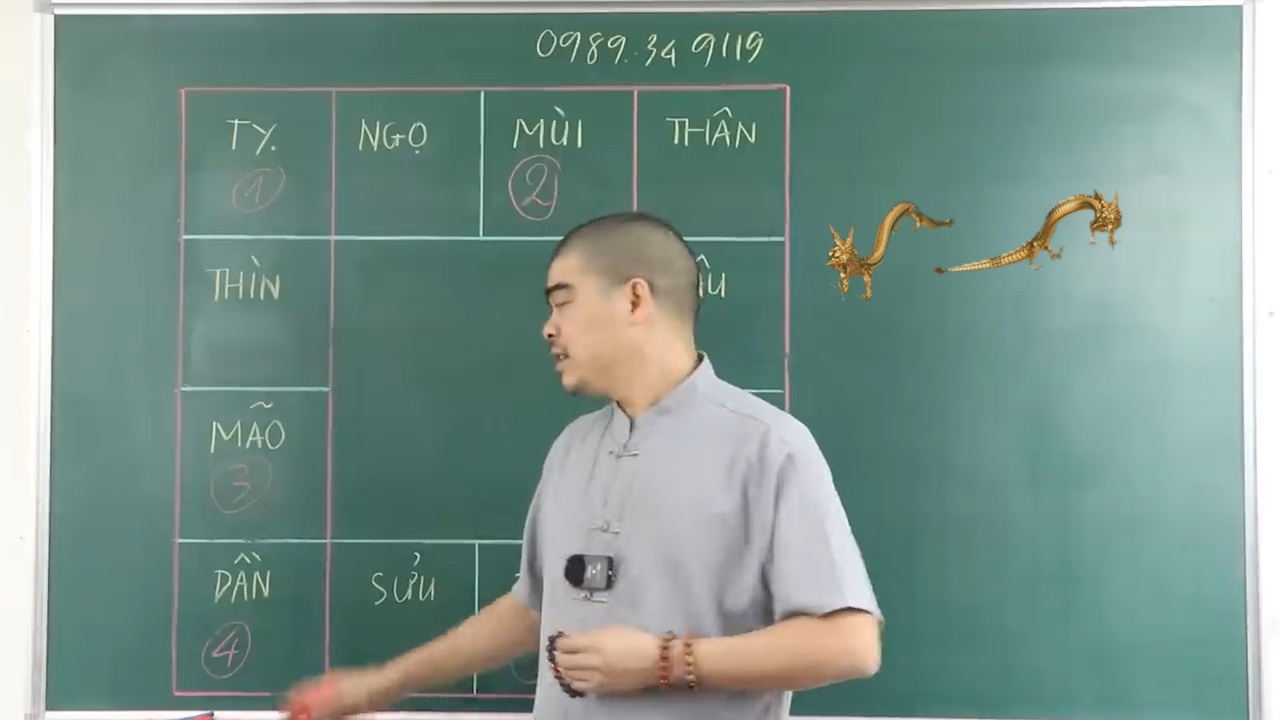 0989.34 9119
TỴ. NGỌ MÙI THÂN
1 2
THÌN
MÃO
3
DẦN SỬU
4